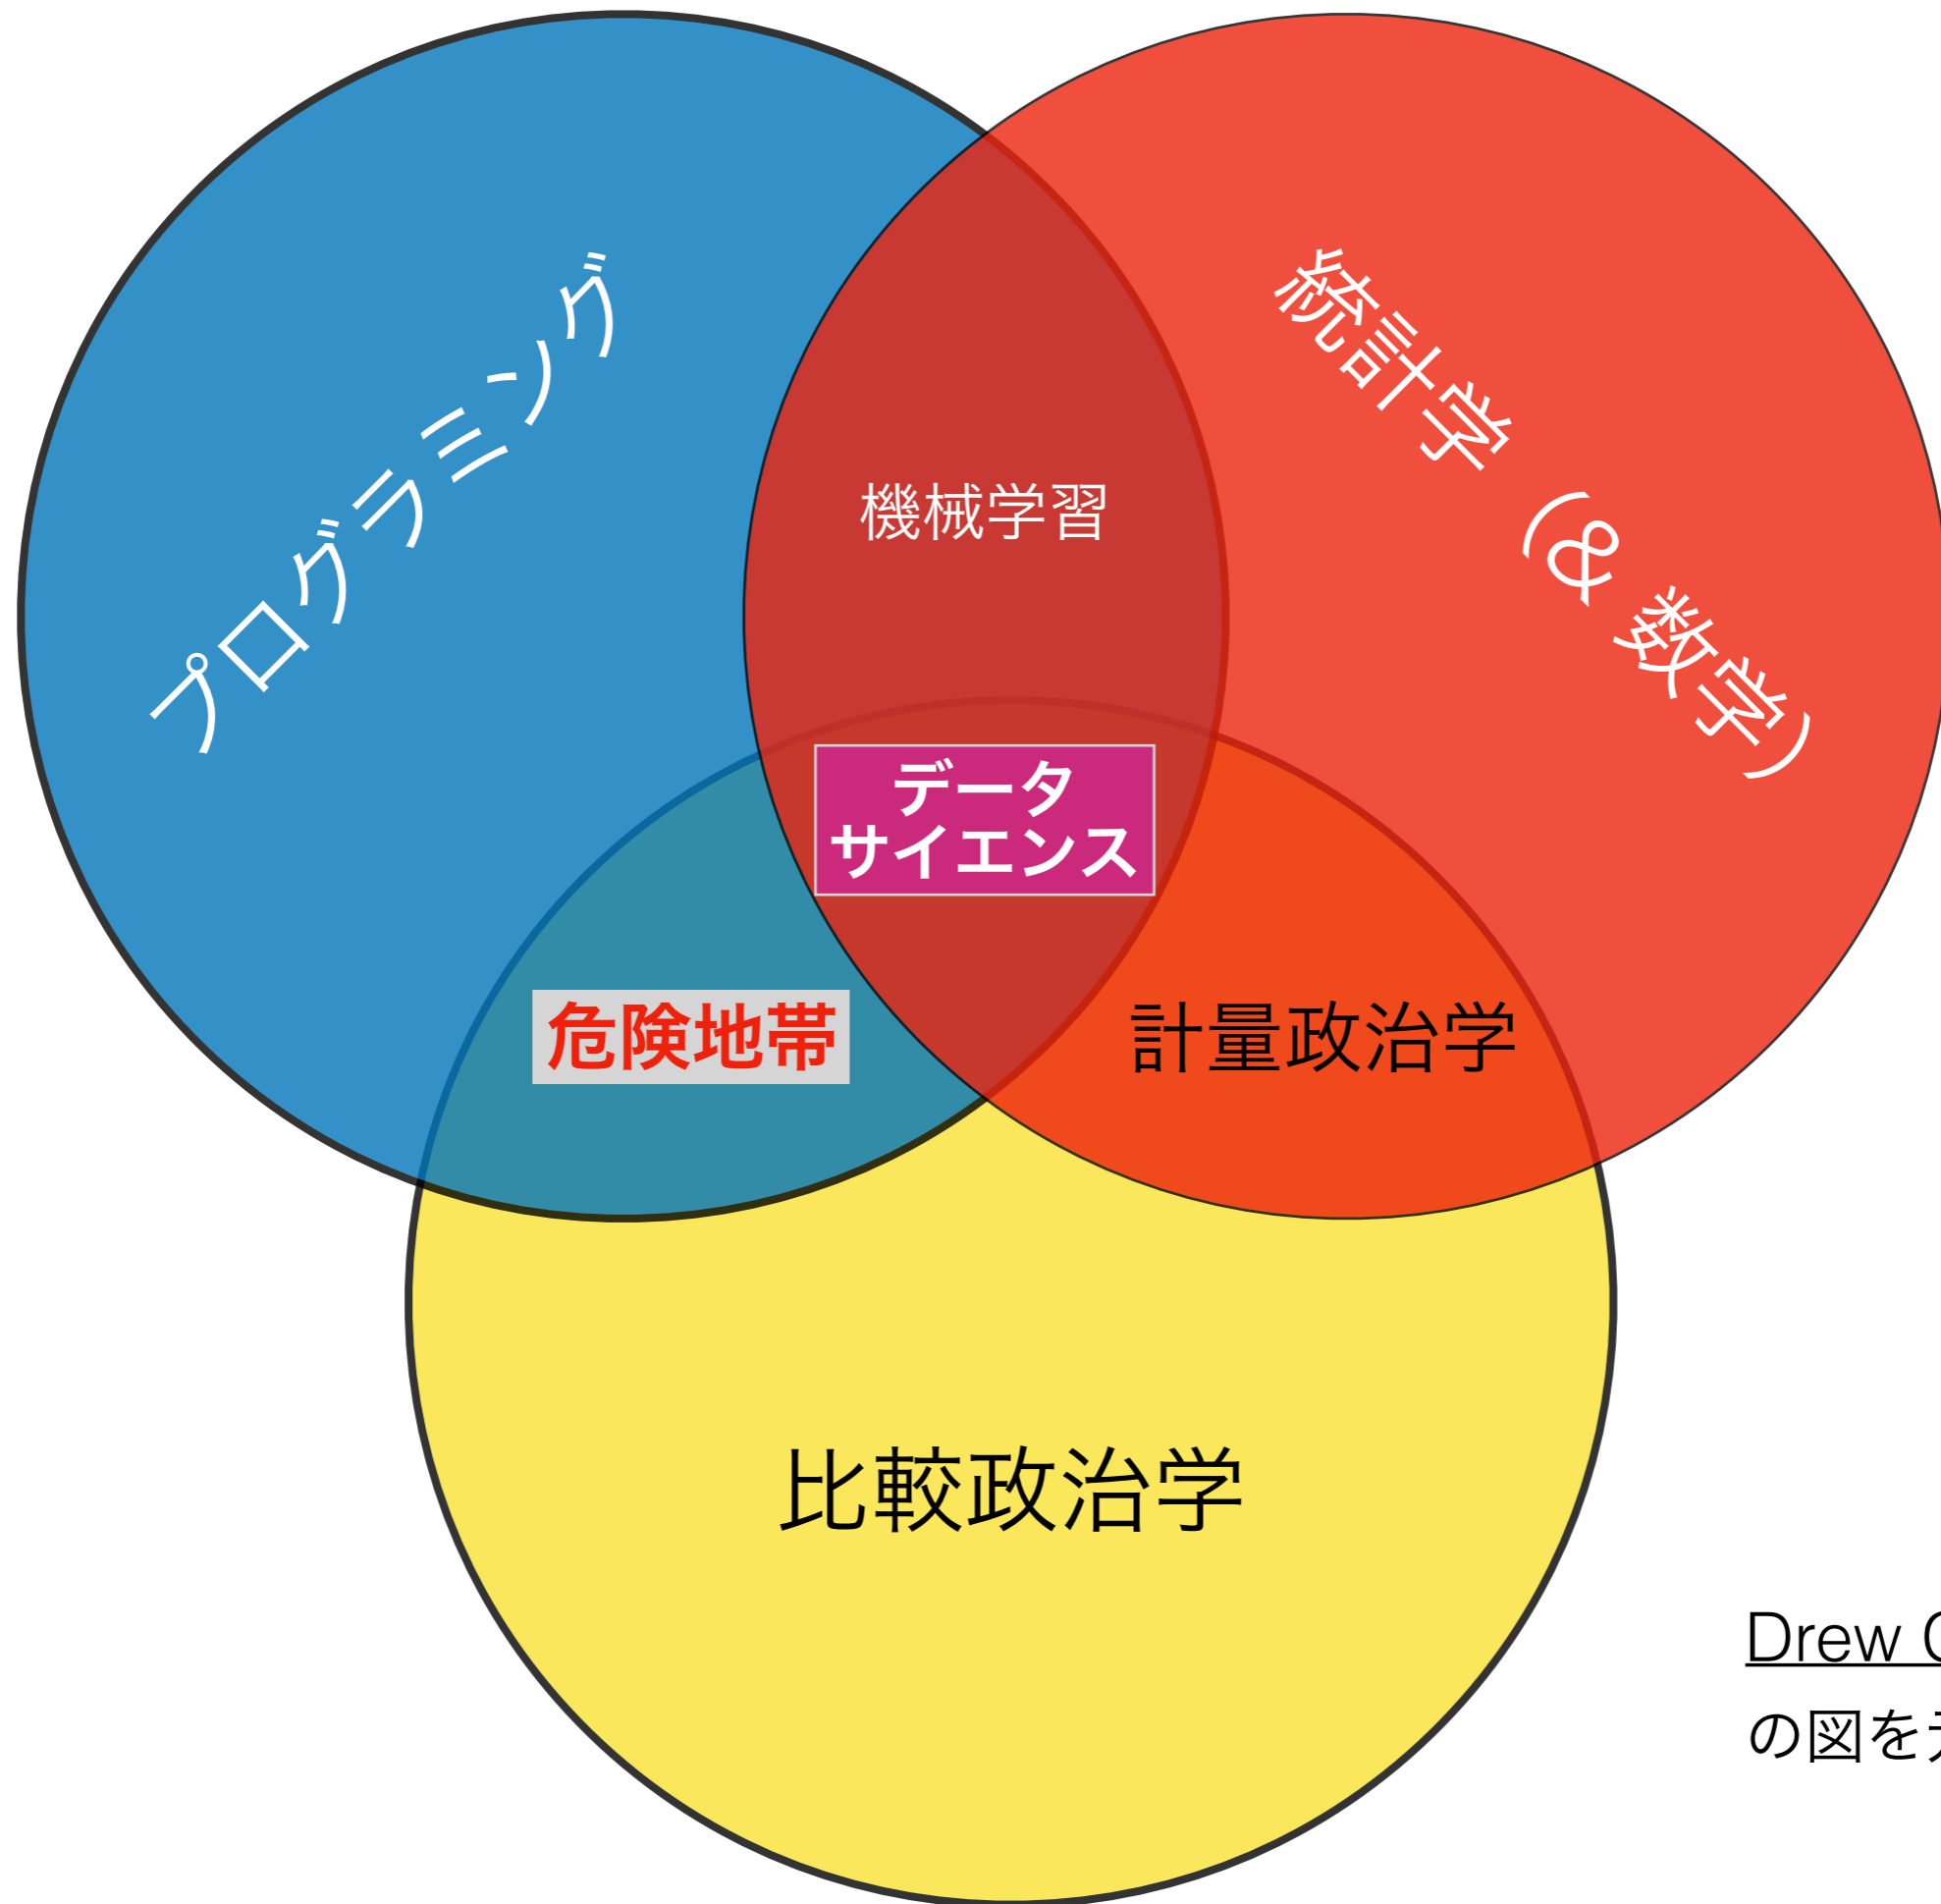 プログラミング
統計学 (& 数学)
機械学習
データ
サイエンス
危険地帯
計量政治学
比較政治学
Drew
の図を